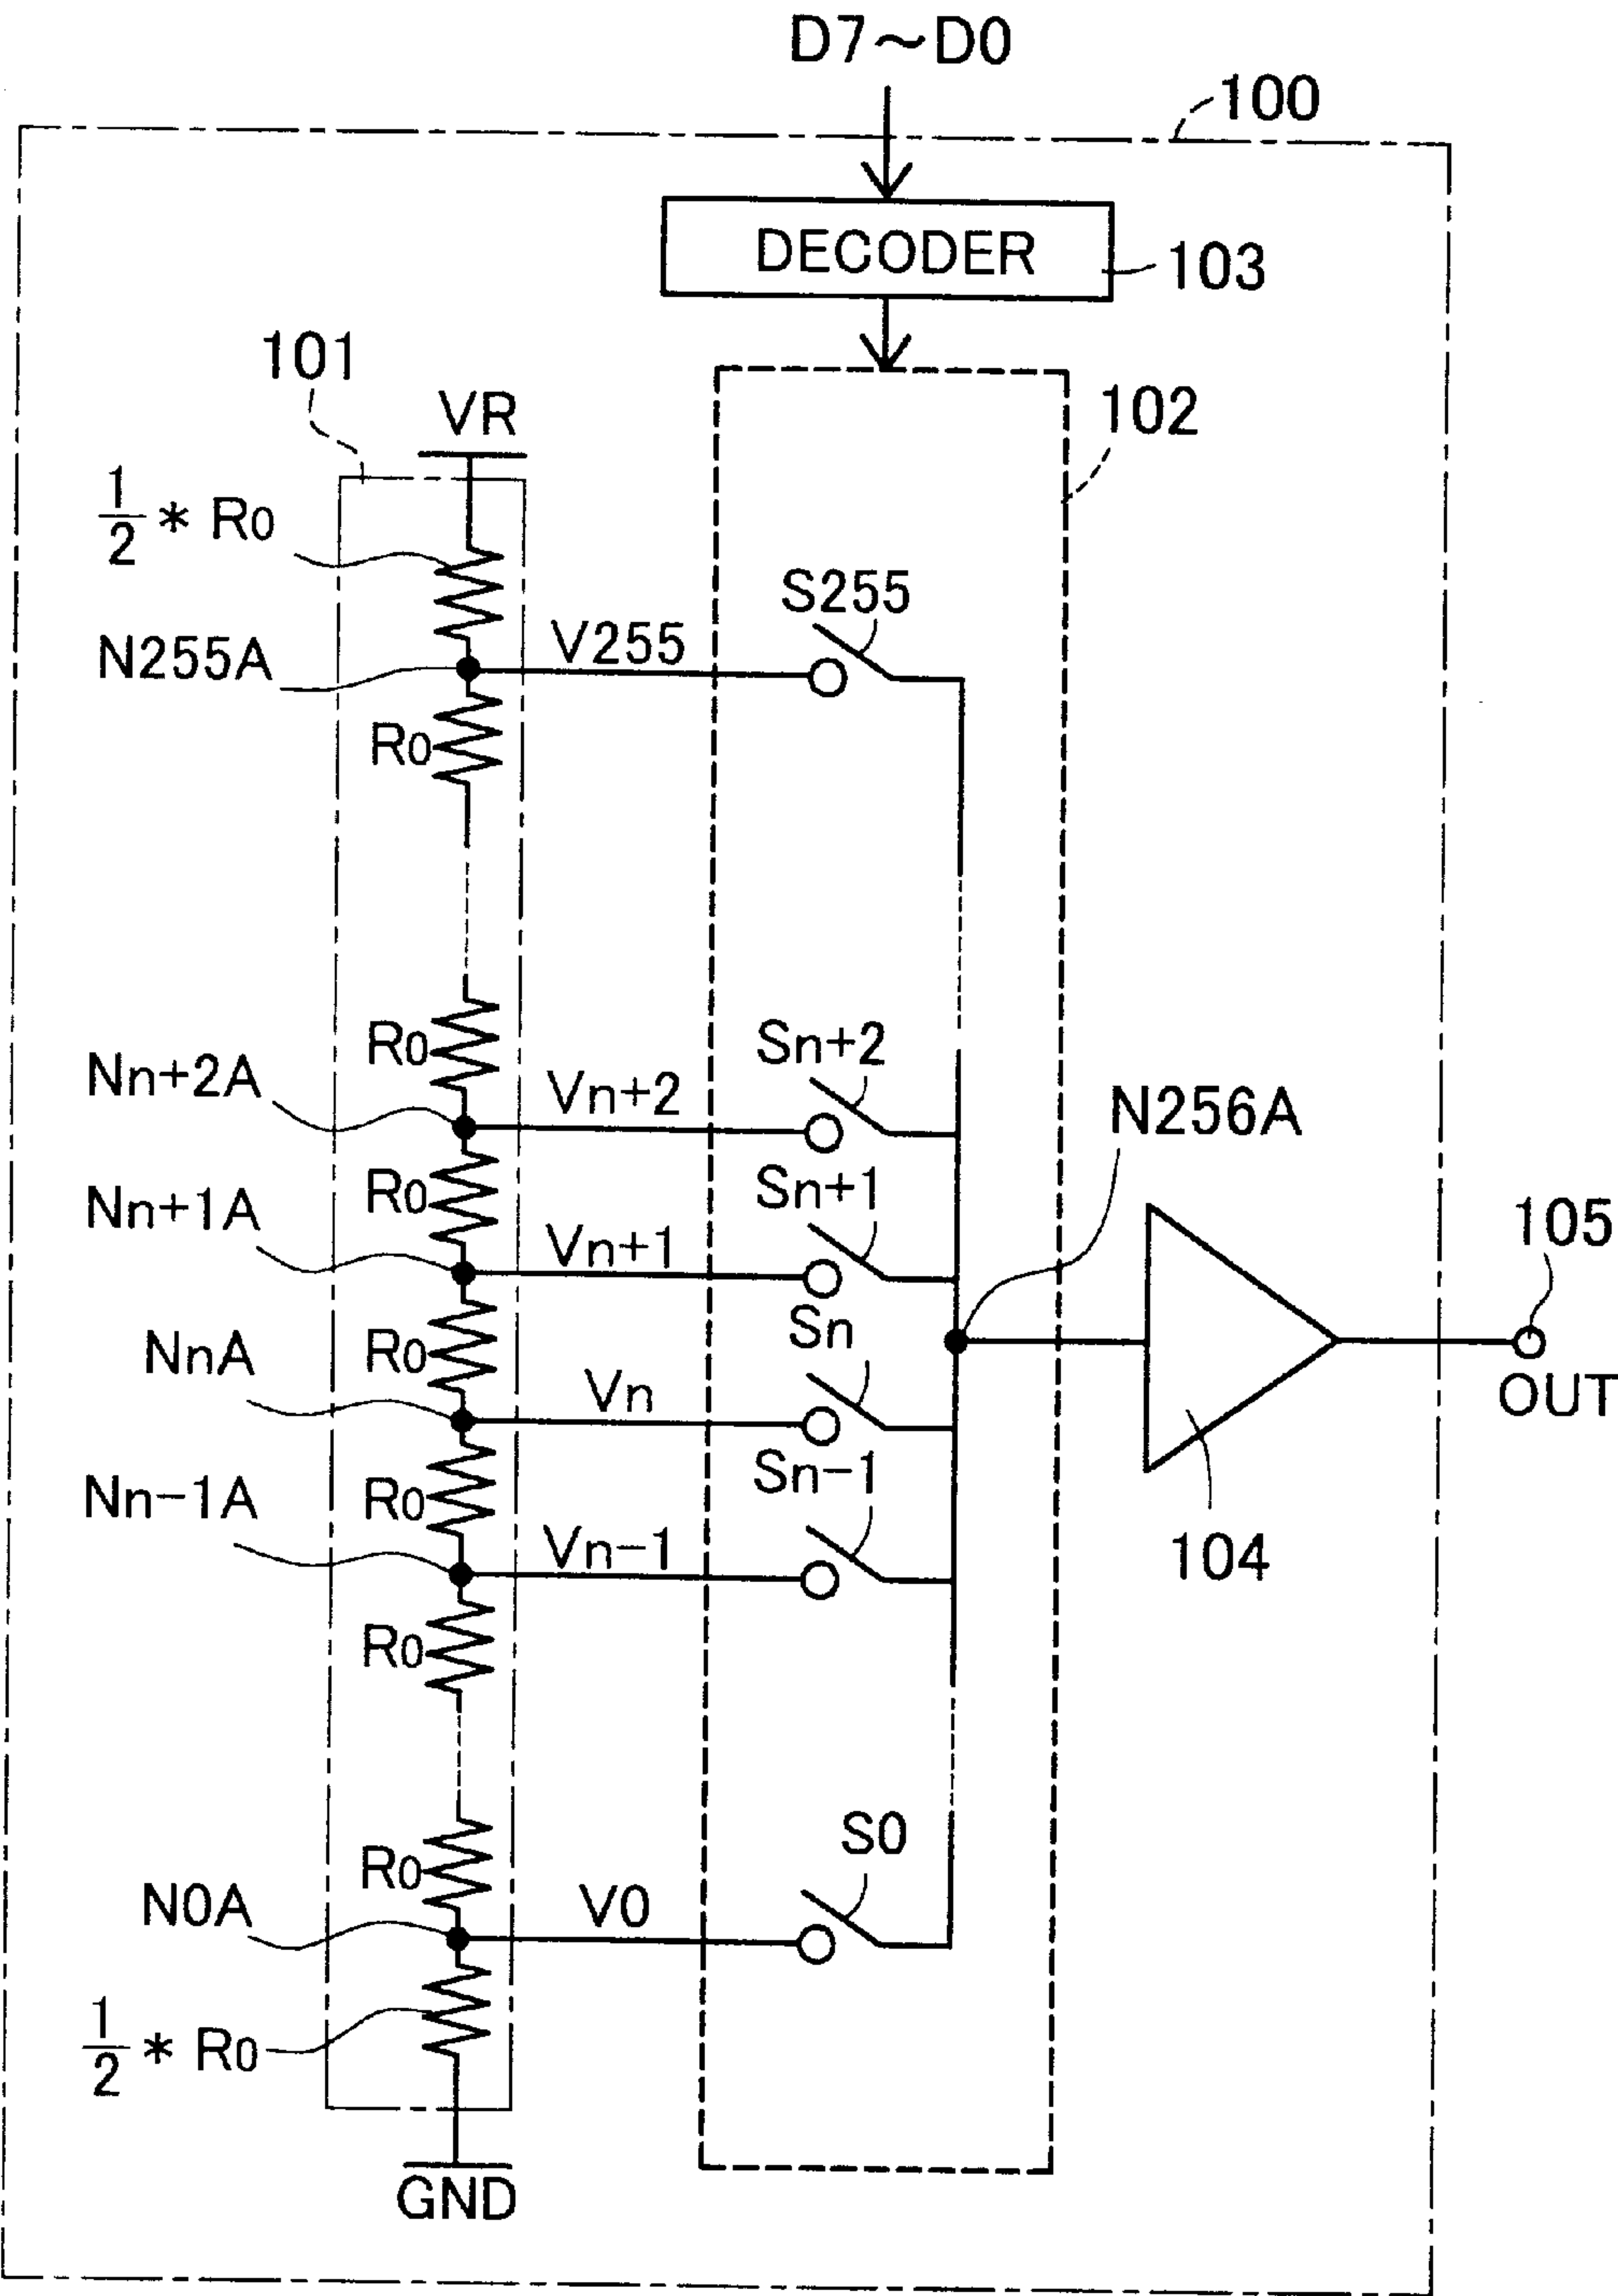 D7～D0
100
DECODER
103
101
VR
102
1/2 * R0
S255
N255A
V255
R0
R0
Sn+2
Nn+2A
Vn+2
N256A
R0
Sn+1
Nn+1A
Vn+1
105
Sn
R0
NnA
Vn
OUT
Sn-1
R0
Nn-1A
Vn-1
104
R0
S0
R0
N0A
V0
1/2 * R0
GND